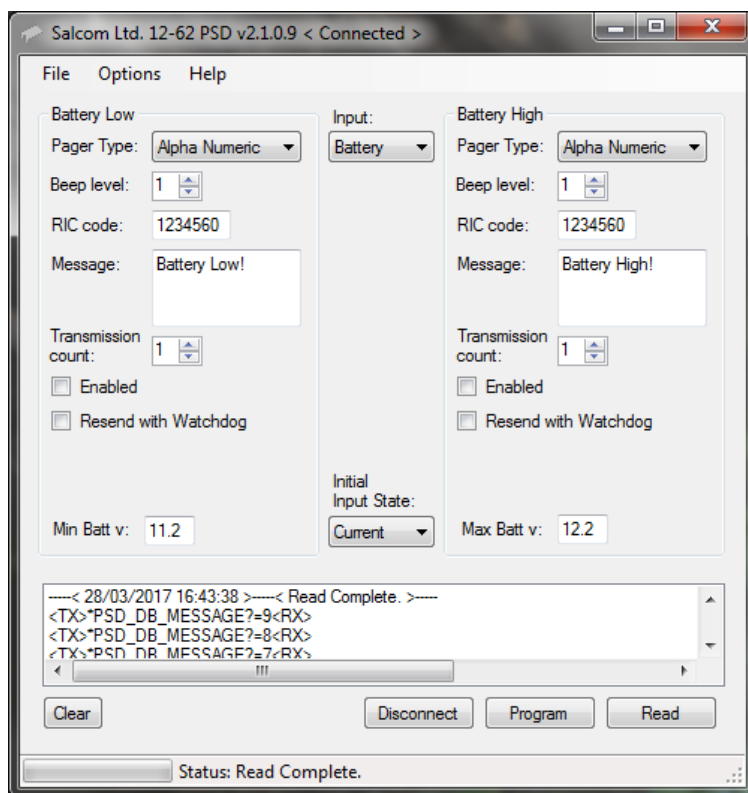 Salcom Ltd. 12-62 PSD v2.1.0.9 < Connected >
File Options Help
Battery Low
Pager Type: Alpha Numeric
Beep level: 1
RIC code: 1234560
Message: Battery Low!
Transmission
count: 1
Enabled
Resend with Watchdog
Min Batt v: 11.2
Input:
Battery
Initial
Input State:
Current
Battery High
Pager Type: Alpha Numeric
Beep level: 1
RIC code: 1234560
Message: Battery High!
Transmission
count: 1
Enabled
Resend with Watchdog
Max Batt v: 12.2
-----< 28/03/2017 16:43:38 >-----< Read Complete. >-----
<TX>*PSD_DB_MESSAGE?=9<RX>
<TX>*PSD_DB_MESSAGE?=8<RX>
<TX>*PSD_DB_MESSAGE?=7<RX>
Clear Disconnect Program Read
Status: Read Complete.